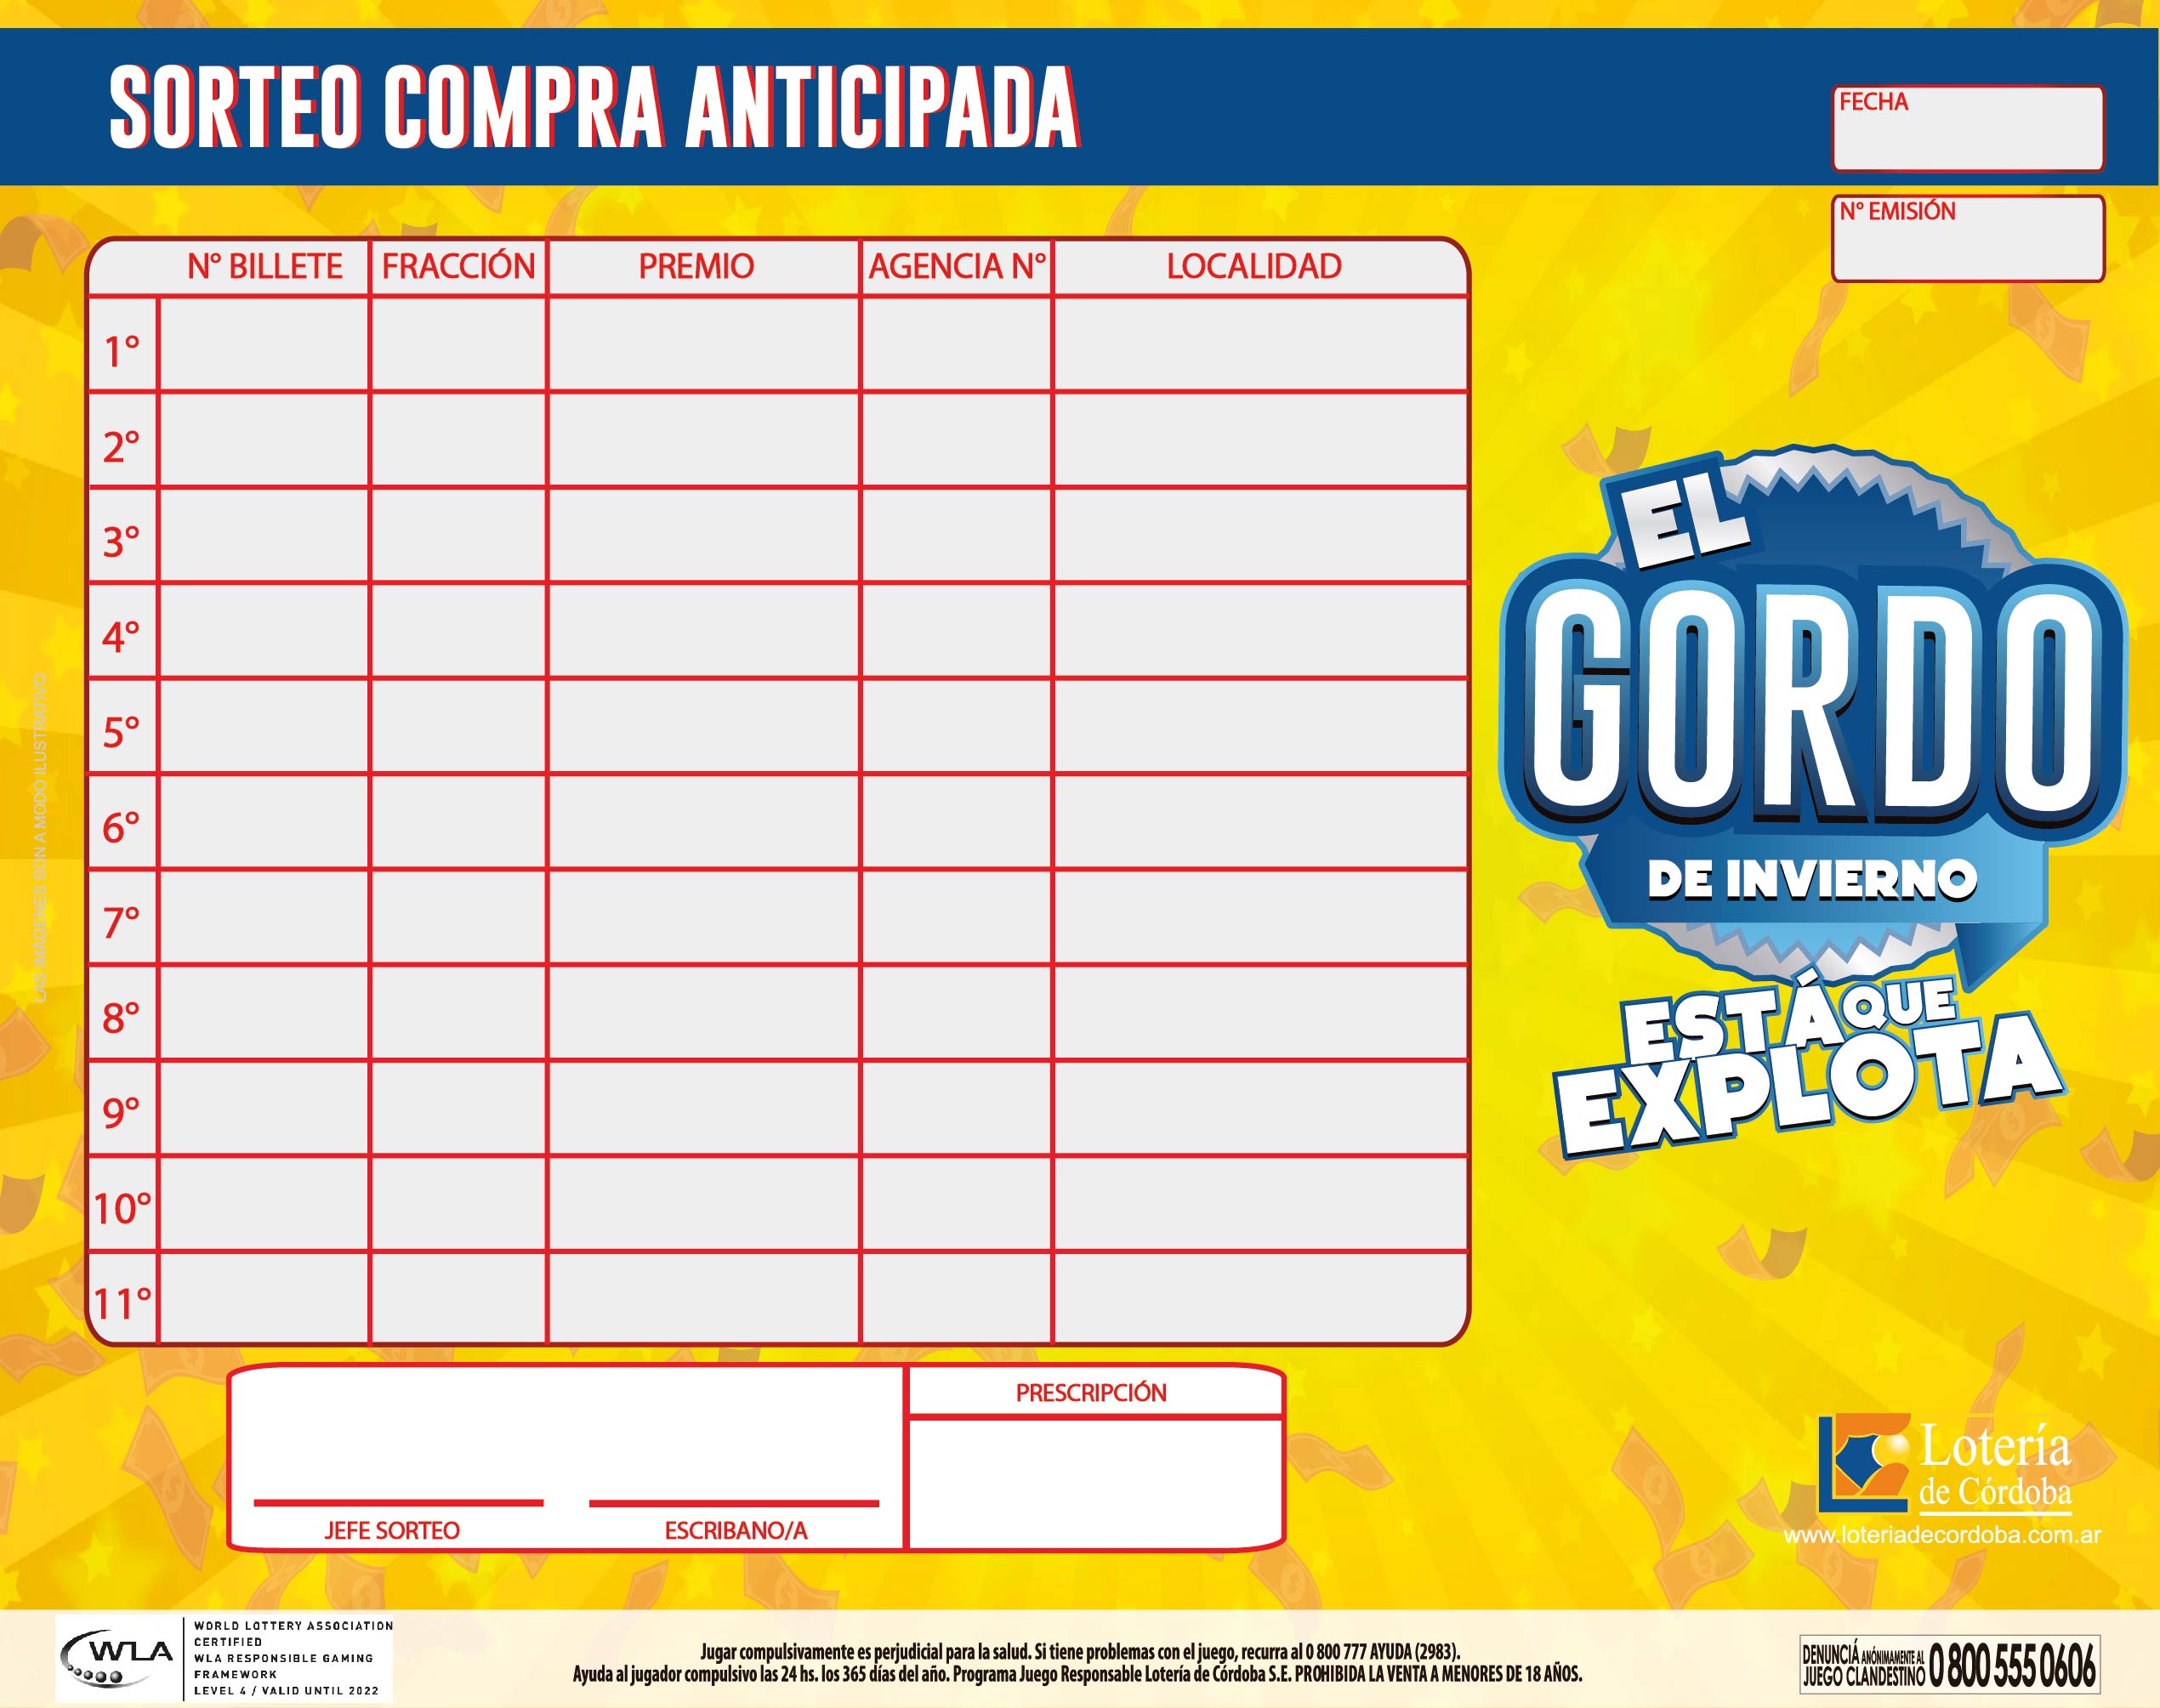 SORTEO COMPRA ANTICIPADA
FECHA
N° EMISIÓN
N° BILLETE FRACCIÓN PREMIO AGENCIA N° LOCALIDAD
1°
2°
3°
4°
5°
6°
7°
8°
9°
10°
11°
LAS IMÁGENES SON A MODO ILUSTRATIVO
EL
GORDO
DE INVIERNO
ESTÁ QUE
EXPLOTA
PRESCRIPCIÓN
JEFE SORTEO ESCRIBANO/A
Lotería
de Córdoba
www.loteriadecordoba.com.ar
WLA
WORLD LOTTERY ASSOCIATION
CERTIFIED
WLA RESPONSIBLE GAMING
FRAMEWORK
LEVEL 4 / VALID UNTIL 2022
Jugar compulsivamente es perjudicial para la salud. Si tiene problemas con el juego, recurra al 0 800 777 AYUDA (2983).
Ayuda al jugador compulsivo las 24 hs. los 365 días del año. Programa Juego Responsable Lotería de Córdoba S.E. PROHIBIDA LA VENTA A MENORES DE 18 AÑOS.
DENUNCIÁ ANÓNIMAMENTE AL
JUEGO CLANDESTINO 0 800 555 0606